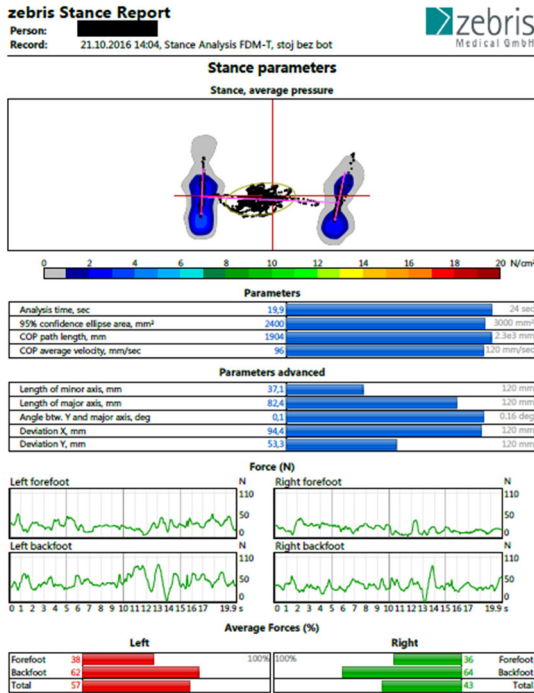 zebris Stance Report
zebris
Medical GmbH
Person:
Record: 21.10.2016 14:04, Stance Analysis FDM-T, stoj bez bot
Stance parameters
Stance, average pressure
0 2 4 6 8 10 12 14 16 18 20 N/cm²
Parameters
Analysis time, sec 19,9 24 sec
95% confidence ellipse area, mm² 2400 3000 mm²
COP path length, mm 1904 2.3e3 mm
COP average velocity, mm/sec 96 120 mm/sec
Parameters advanced
Length of minor axis, mm 37,1 120 mm
Length of major axis, mm 82,4 120 mm
Angle btw. Y and major axis, deg 0,1 0.16 deg
Deviation X, mm 94,4 120 mm
Deviation Y, mm 53,3 120 mm
Force (N)
Left forefoot N Right forefoot N
110 110
50 50
0 0
Left backfoot N Right backfoot N
110 110
50 50
0 0
0 1 2 3 4 5 6 7 8 9 10 11 12 13 14 15 16 17 19.9 s 0 1 2 3 4 5 6 7 8 9 10 11 12 13 14 15 16 17 19.9 s
Average Forces (%)
Left Right
Forefoot 38 100% 100% 36 Forefoot
Backfoot 62 64 Backfoot
Total 57 43 Total